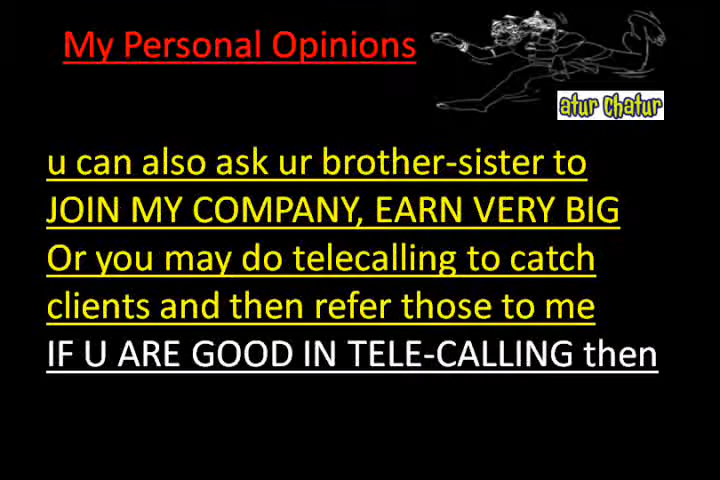 My Personal Opinions
atur chatur
u can also ask ur brother-sister to
JOIN MY COMPANY, EARN VERY BIG
Or you may do telecalling to catch
clients and then refer those to me
IF U ARE GOOD IN TELE-CALLING then